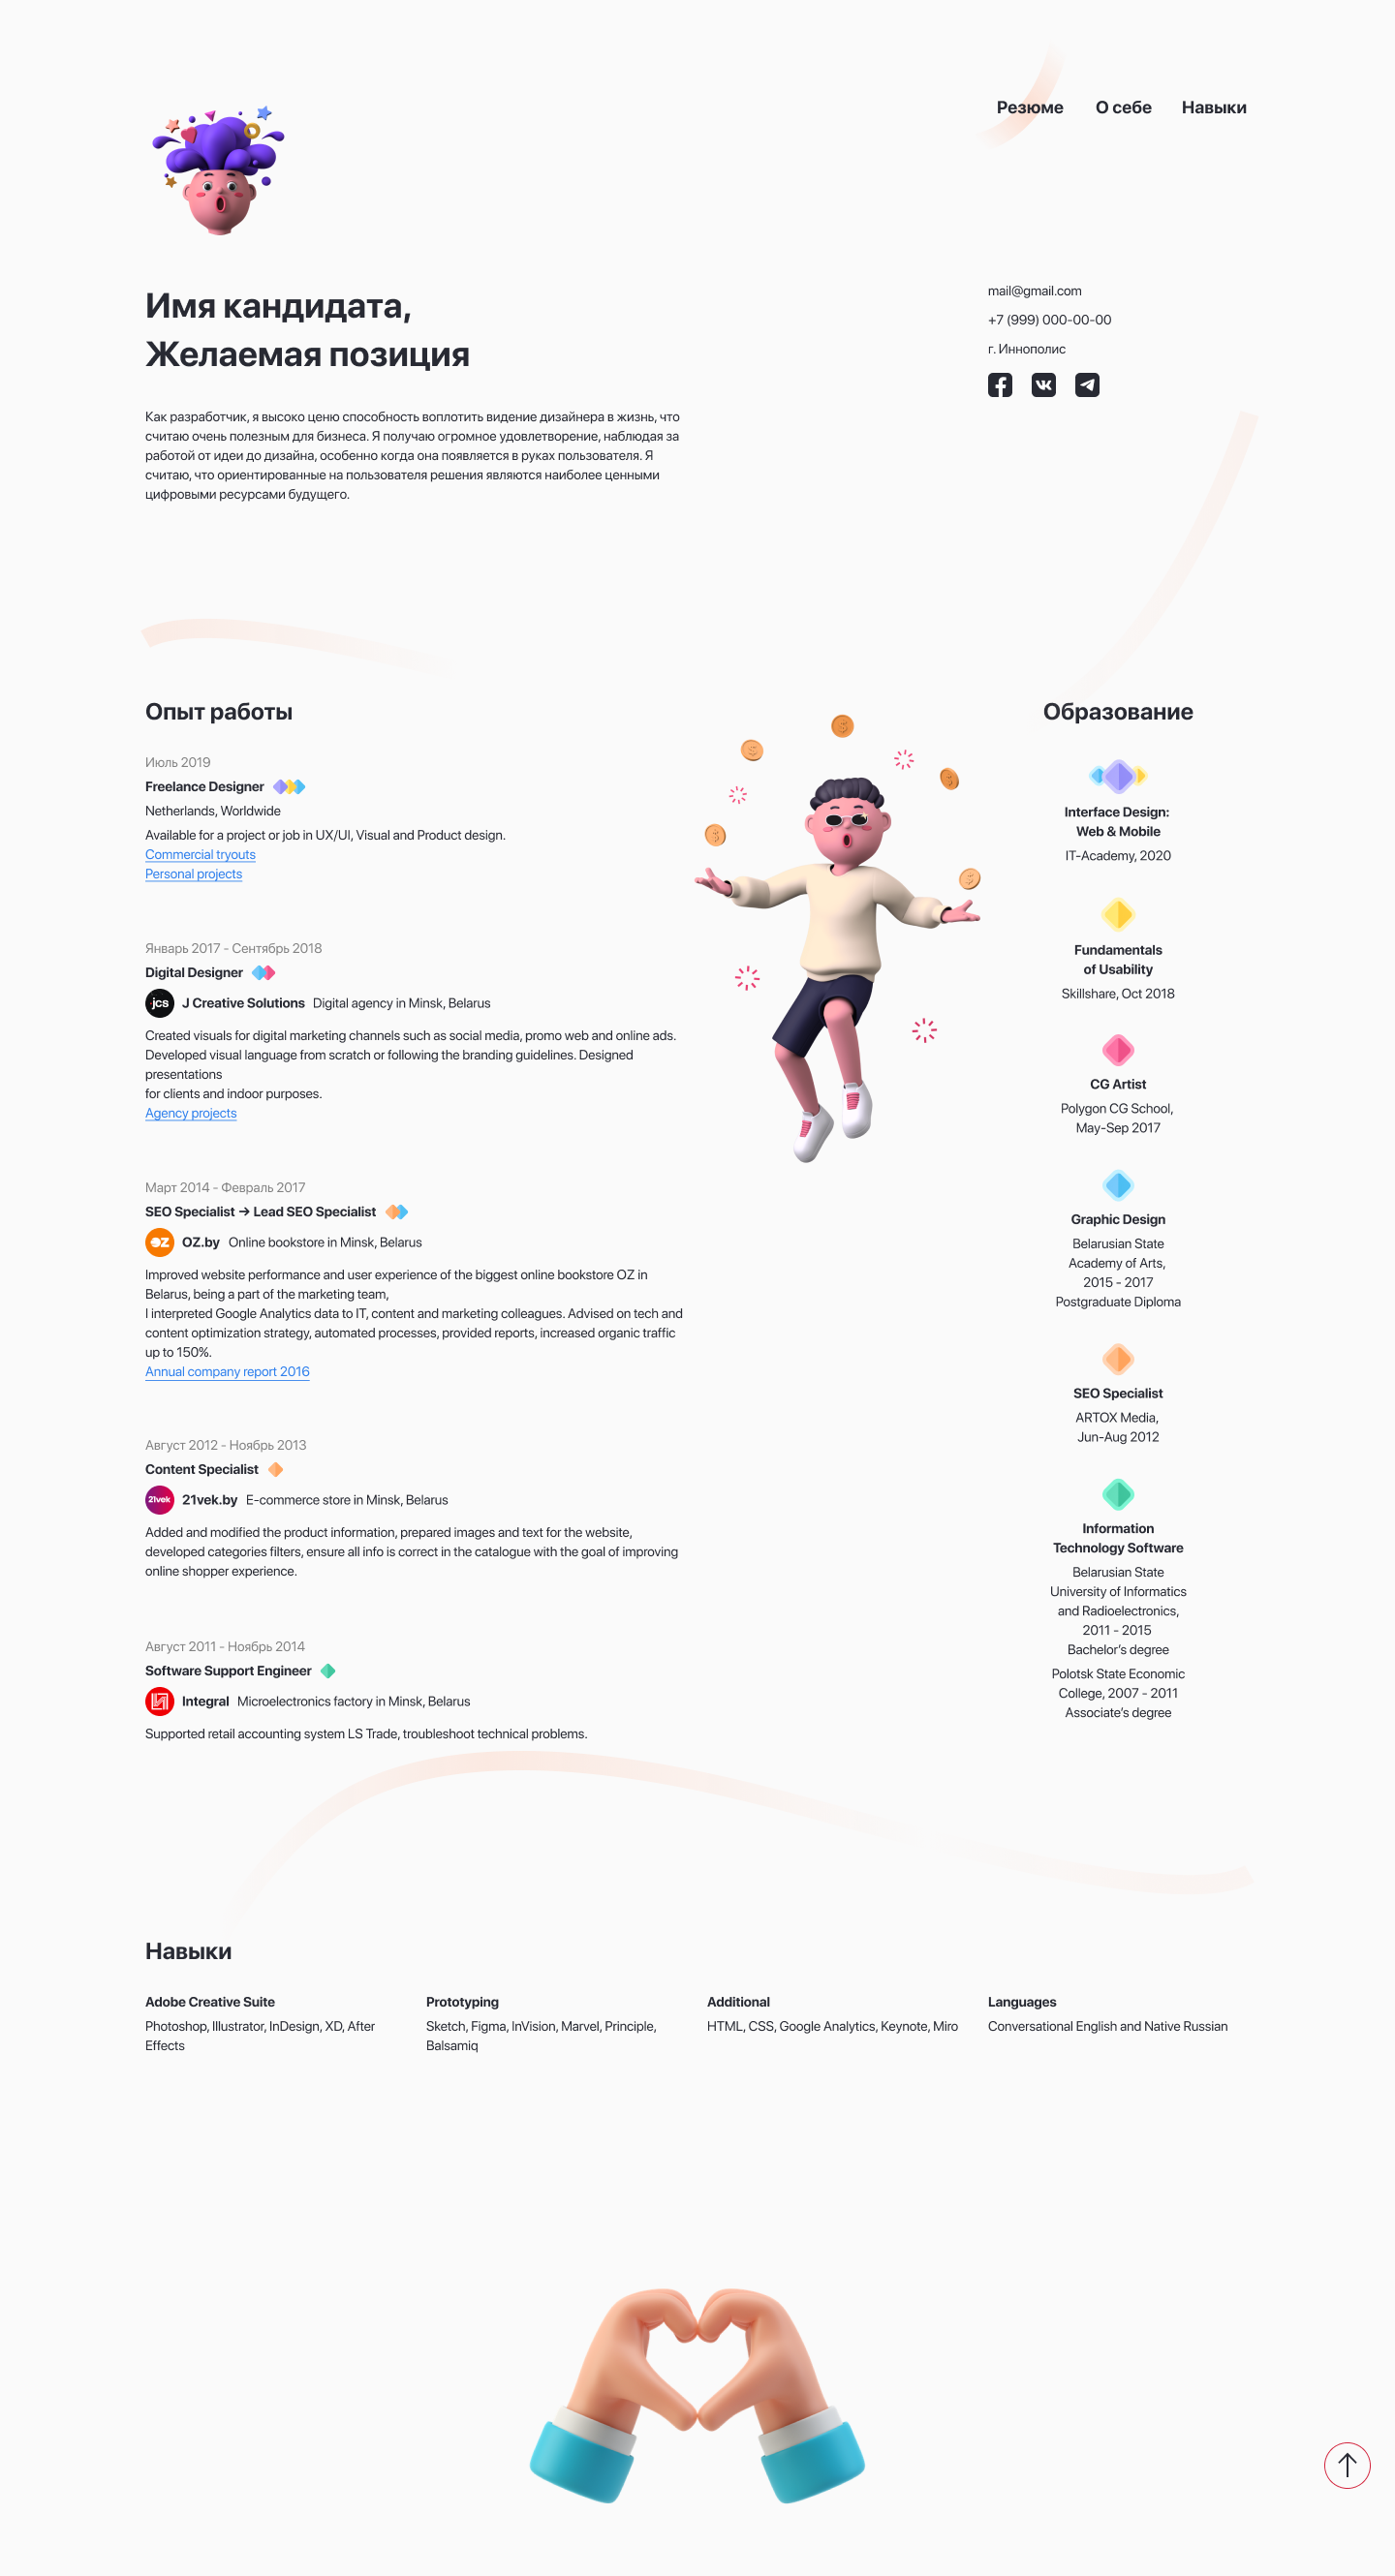 Резюме
О себе
Навыки
Имя кандидата,
Желаемая позиция
mail@gmail.com
+7 (999) 000-00-00
г. Иннополис
Как разработчик, я высоко ценю способность воплотить видение дизайнера в жизнь, что
считаю очень полезным для бизнеса. Я получаю огромное удовлетворение, наблюдая за
работой от идеи до дизайна, особенно когда она появляется в руках пользователя. Я
считаю, что ориентированные на пользователя решения являются наиболее ценными
цифровыми ресурсами будущего.
Опыт работы
Июль 2019
Freelance Designer
Netherlands, Worldwide
Available for a project or job in UX/UI, Visual and Product design.
Commercial tryouts
Personal projects
Январь 2017 - Сентябрь 2018
Digital Designer
jcs J Creative Solutions Digital agency in Minsk, Belarus
Created visuals for digital marketing channels such as social media, promo web and online ads.
Developed visual language from scratch or following the branding guidelines. Designed
presentations
for clients and indoor purposes.
Agency projects
Март 2014 - Февраль 2017
SEO Specialist → Lead SEO Specialist
OZ OZ.by Online bookstore in Minsk, Belarus
Improved website performance and user experience of the biggest online bookstore OZ in
Belarus, being a part of the marketing team,
I interpreted Google Analytics data to IT, content and marketing colleagues. Advised on tech and
content optimization strategy, automated processes, provided reports, increased organic traffic
up to 150%.
Annual company report 2016
Август 2012 - Ноябрь 2013
Content Specialist
21vek 21vek.by E-commerce store in Minsk, Belarus
Added and modified the product information, prepared images and text for the website,
developed categories filters, ensure all info is correct in the catalogue with the goal of improving
online shopper experience.
Август 2011 - Ноябрь 2014
Software Support Engineer
Integral Microelectronics factory in Minsk, Belarus
Supported retail accounting system LS Trade, troubleshoot technical problems.
Образование
Interface Design:
Web & Mobile
IT-Academy, 2020
Fundamentals
of Usability
Skillshare, Oct 2018
CG Artist
Polygon CG School,
May-Sep 2017
Graphic Design
Belarusian State
Academy of Arts,
2015 - 2017
Postgraduate Diploma
SEO Specialist
ARTOX Media,
Jun-Aug 2012
Information
Technology Software
Belarusian State
University of Informatics
and Radioelectronics,
2011 - 2015
Bachelor's degree
Polotsk State Economic
College, 2007 - 2011
Associate's degree
Навыки
Adobe Creative Suite
Photoshop, Illustrator, InDesign, XD, After
Effects
Prototyping
Sketch, Figma, InVision, Marvel, Principle,
Balsamiq
Additional
HTML, CSS, Google Analytics, Keynote, Miro
Languages
Conversational English and Native Russian